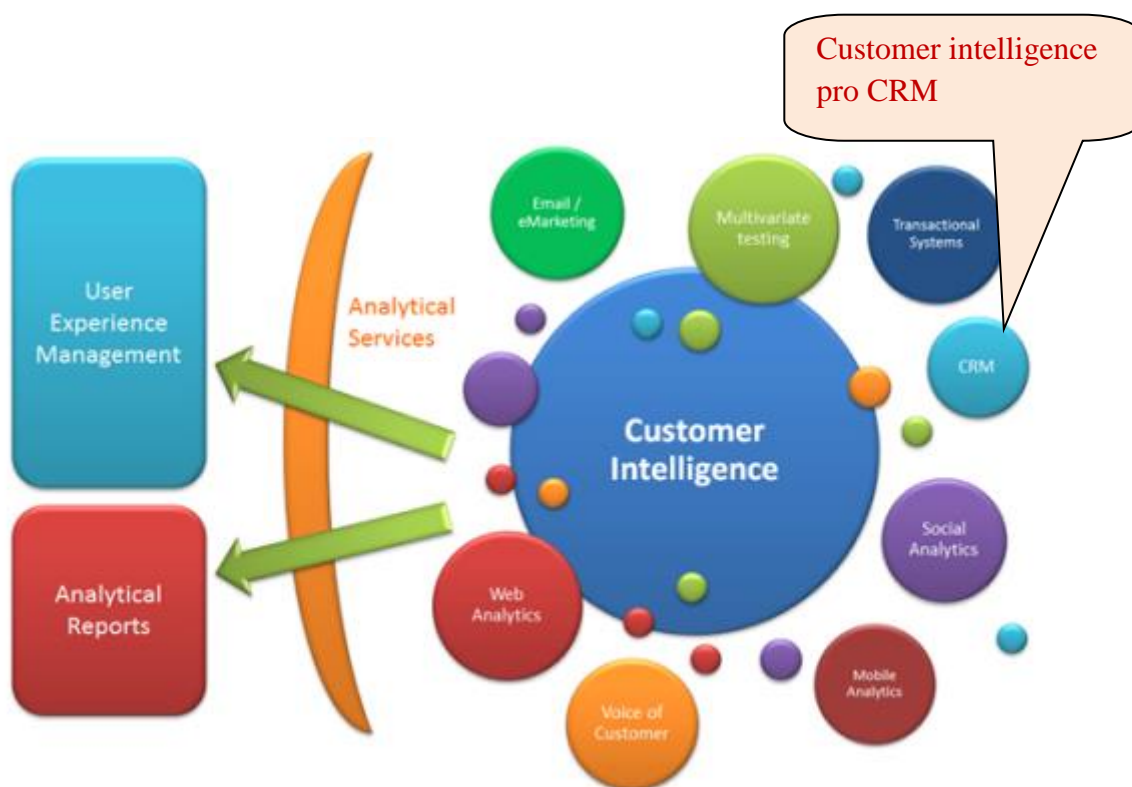 Customer intelligence
pro CRM
User
Experience
Management
Analytical
Reports
Analytical
Services
Email /
eMarketing
Multivariate
testing
Transactional
Systems
CRM
Customer
Intelligence
Social
Analytics
Web
Analytics
Mobile
Analytics
Voice of
Customer